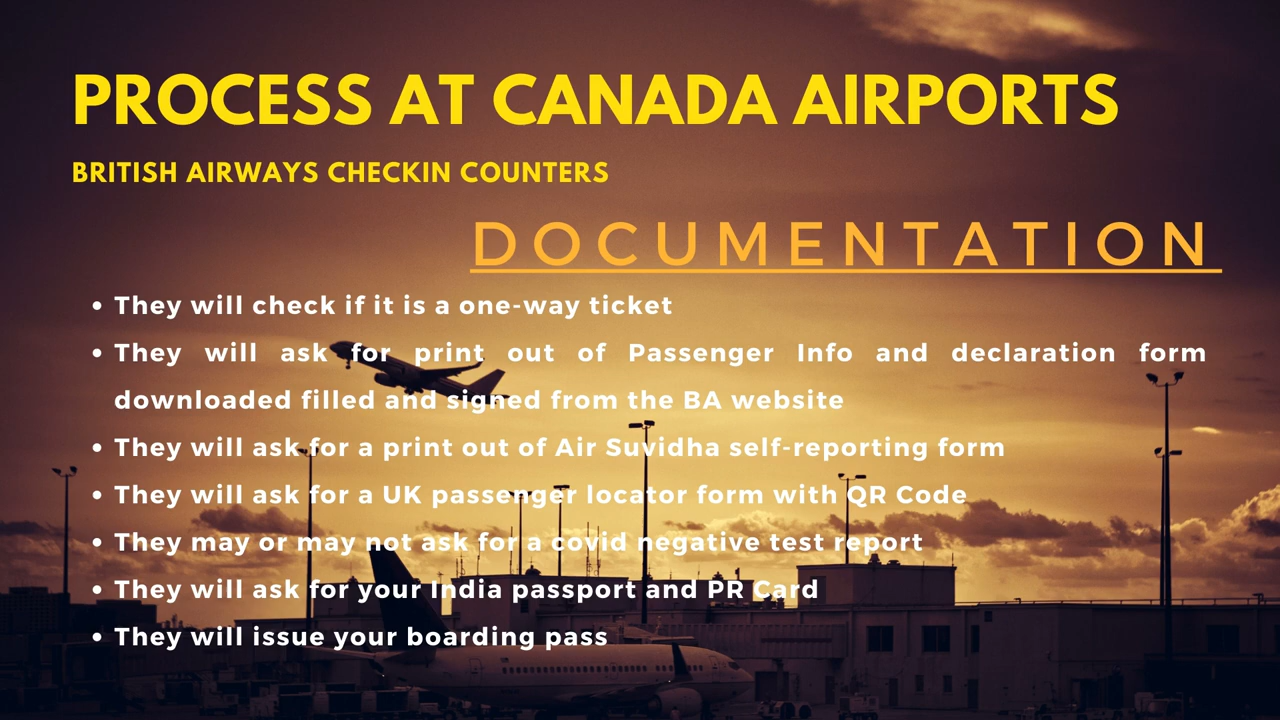 PROCESS AT CANADA AIRPORTS
BRITISH AIRWAYS CHECKIN COUNTERS
DOCUMENTATION
• They will check if it is a one-way ticket
• They will ask for print out of Passenger Info and declaration form
downloaded filled and signed from the BA website
• They will ask for a print out of Air Suvidha self-reporting form
• They will ask for a UK passenger locator form with QR Code
• They may or may not ask for a covid negative test report
• They will ask for your India passport and PR Card
• They will issue your boarding pass